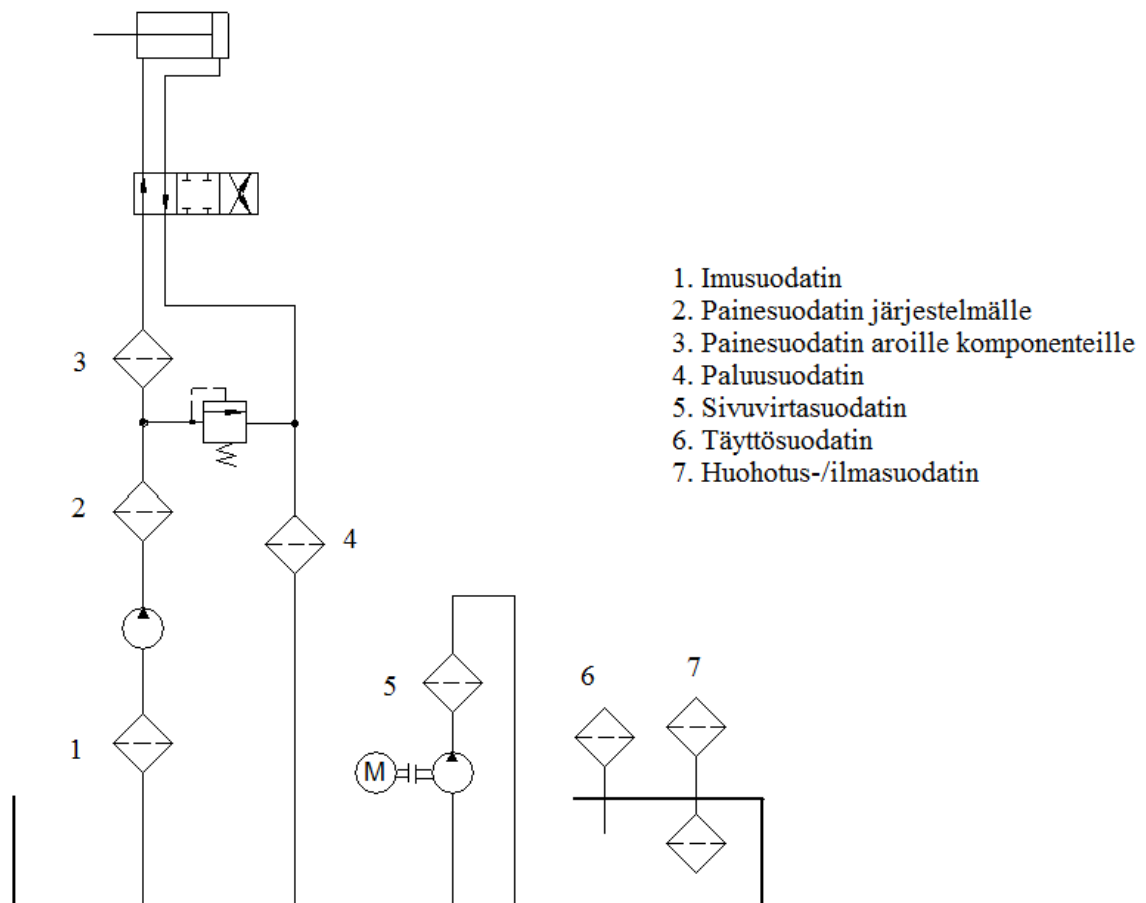 3
2
4
1
5
M
6
7
1. Imusuodatin
2. Painesuodatin järjestelmälle
3. Painesuodatin aroille komponenteille
4. Paluusuodatin
5. Sivuvirtasuodatin
6. Täyttösuodatin
7. Huohotus-/ilmasuodatin